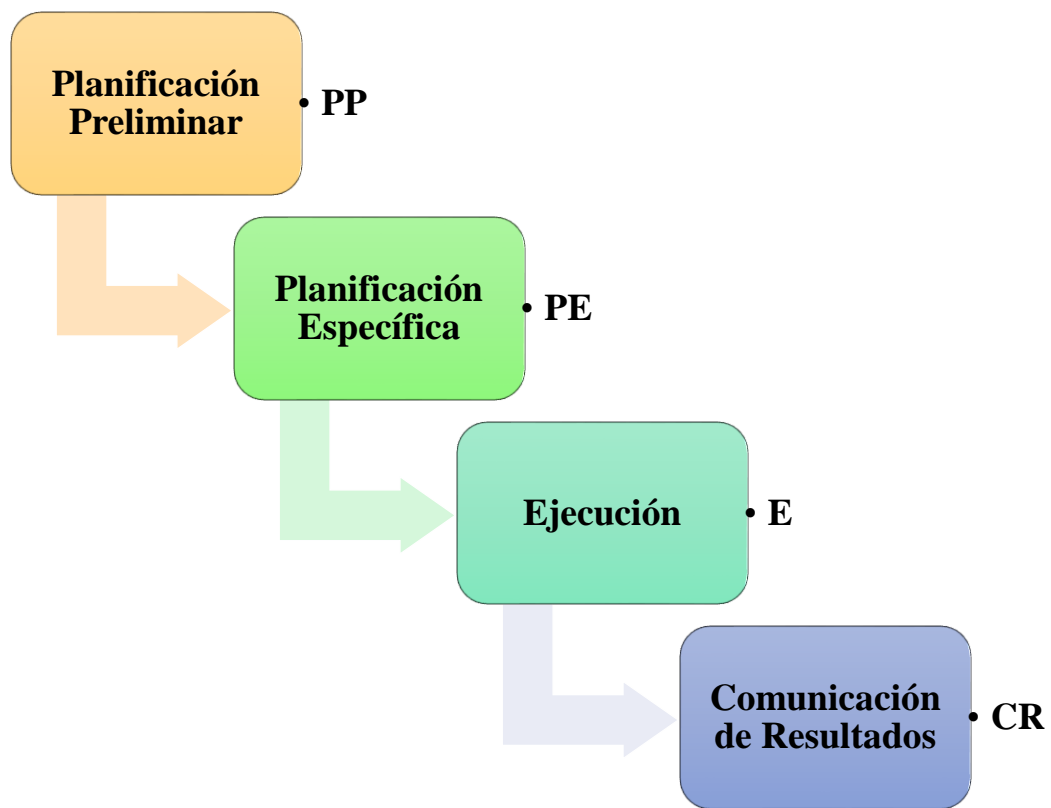 Planificación
Preliminar
• PP
Planificación
Específica
• PE
Ejecución
• E
Comunicación
de Resultados
• CR